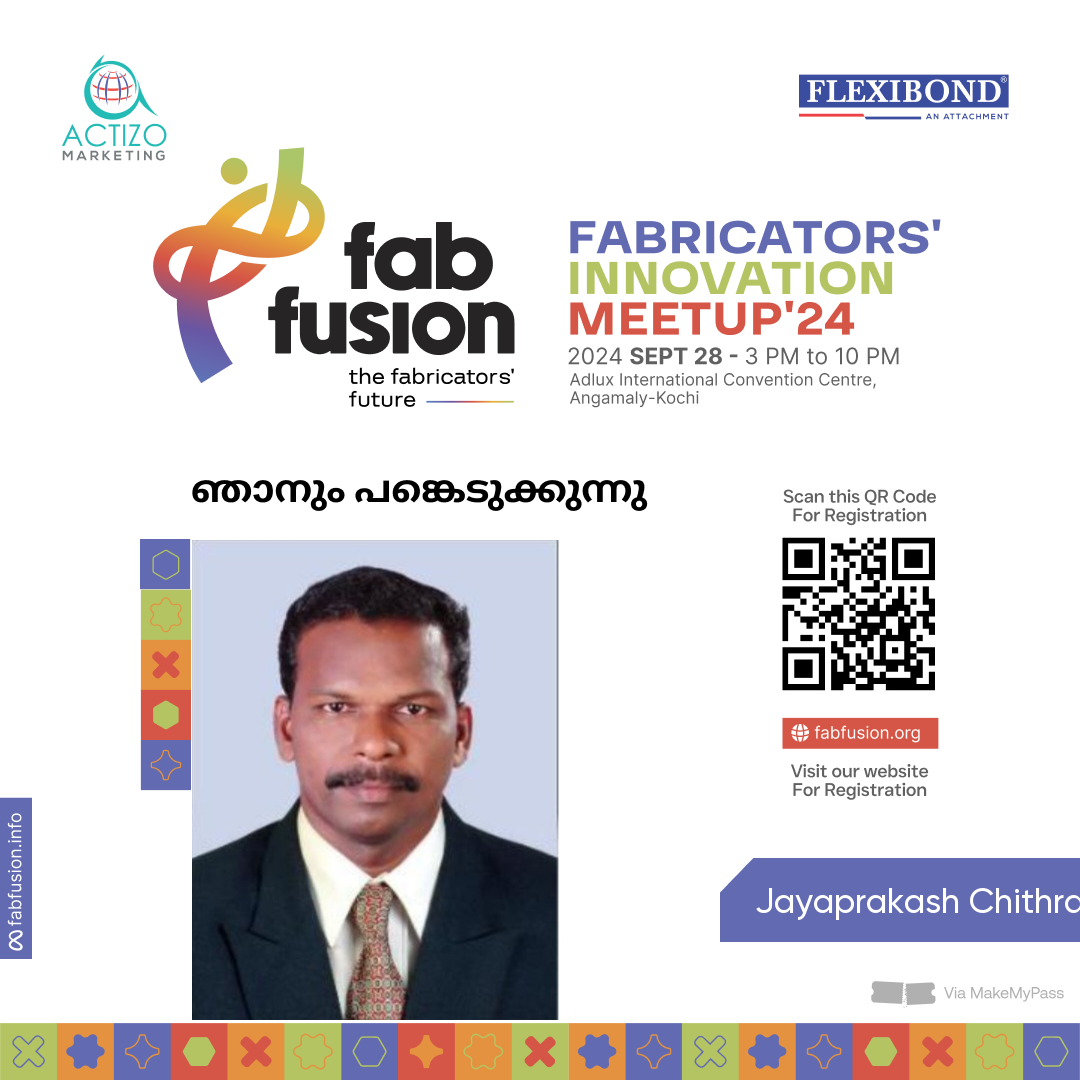 ACTIZO
MARKETING
FLEXIBOND®
AN ATTACHMENT
fab
fusion
the fabricators'
future
FABRICATORS'
INNOVATION
MEETUP'24
2024 SEPT 28 - 3 PM to 10 PM
Adlux International Convention Centre,
Angamaly-Kochi
ഞാനും പങ്കെടുക്കുന്നു
Scan this QR Code
For Registration
fabfusion.org
Visit our website
For Registration
fabfusion.info
Jayaprakash
Via MakeMyPass